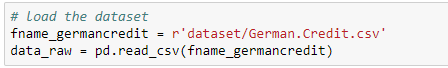 # load the dataset
fname_germancredit = r'dataset/German.Credit.csv'
data_raw = pd.read_csv(fname_germancredit)